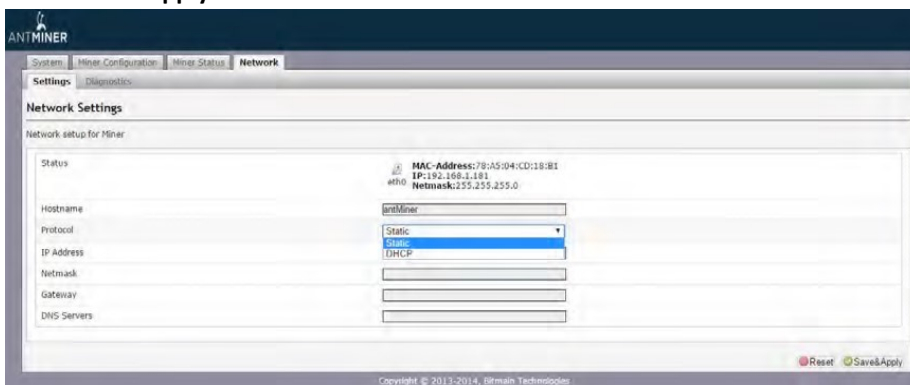 ANTMINER
System Miner Configuration Miner Status Network
Settings Diagnostics
Network Settings
Network setup for Miner
Status
MAC-Address:78:A5:04:CD:18:B1
IP:192.168.1.181
eth0 Netmask:255.255.255.0
Hostname antMiner
Protocol Static
Static
IP Address DHCP
Netmask
Gateway
DNS Servers
Reset Save&Apply
Copyright © 2013-2014, Bitmain Technologies